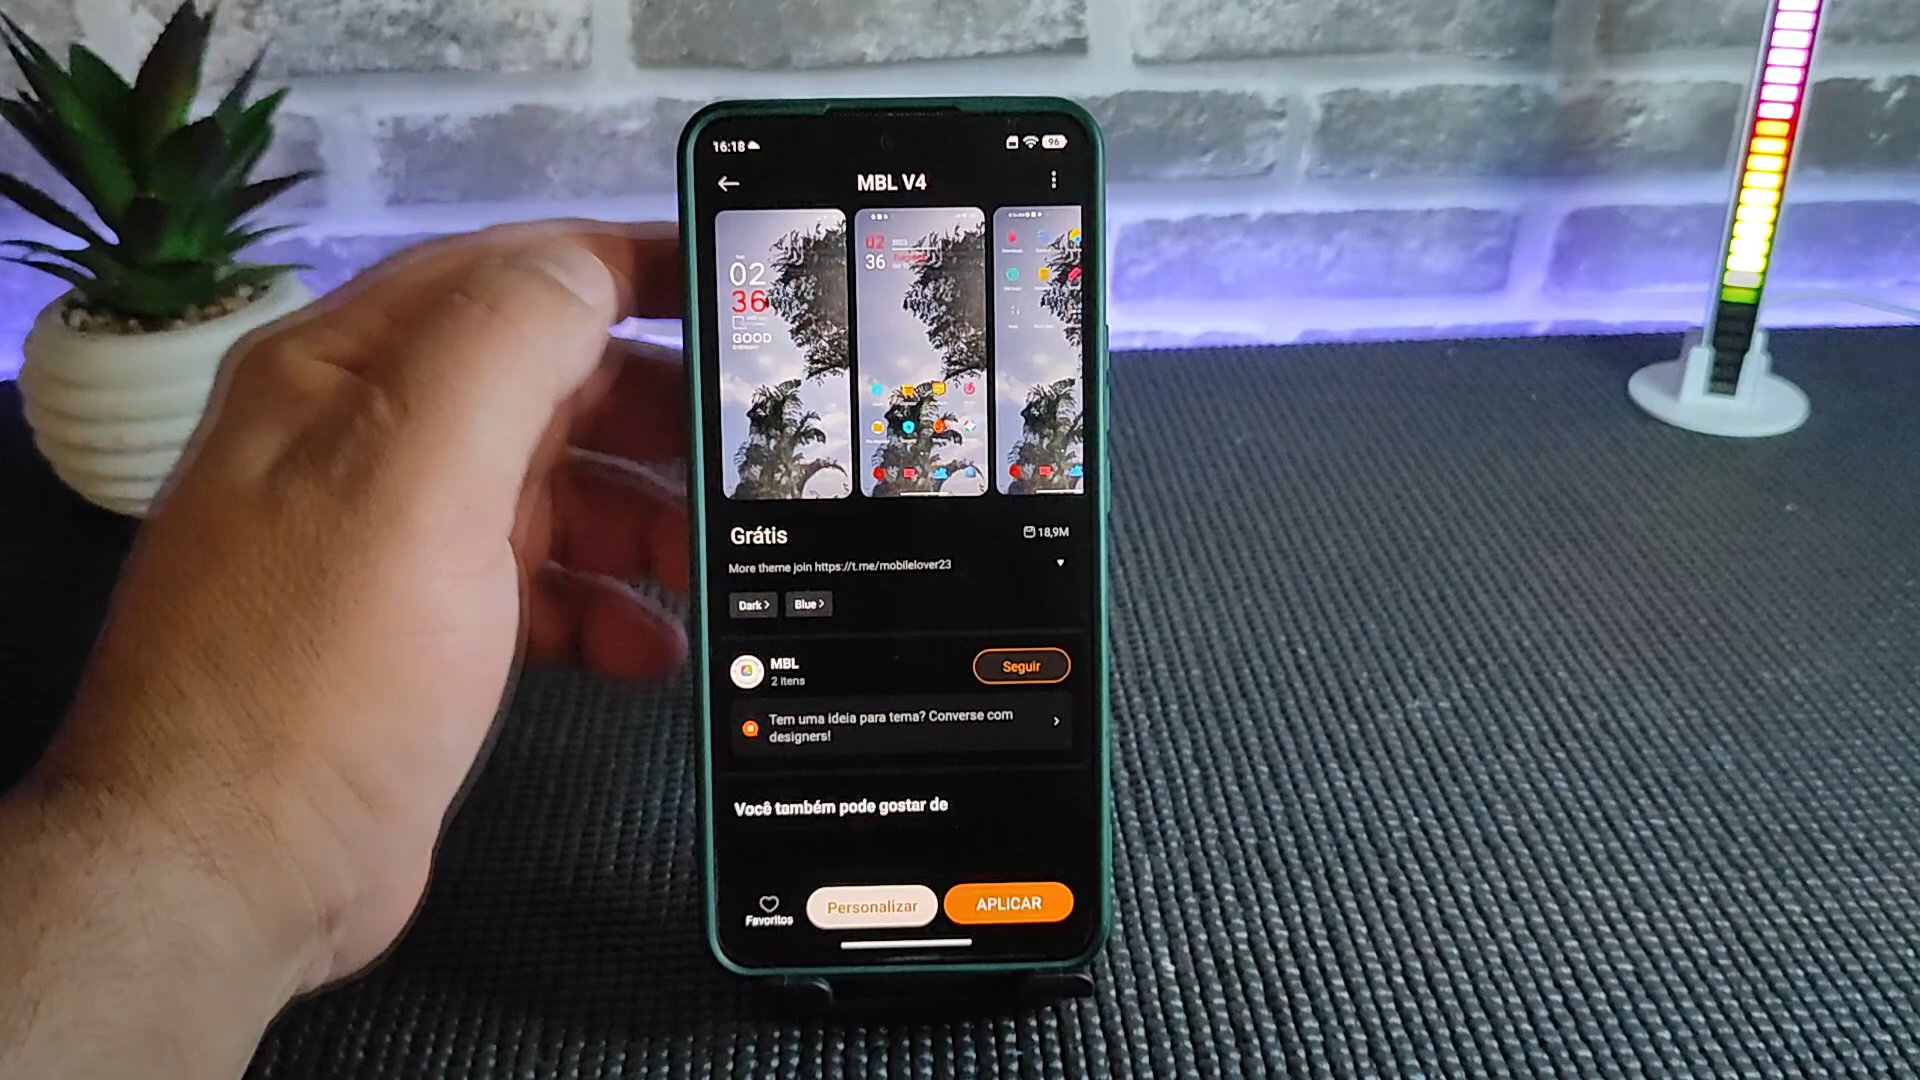 16:18
96
MBL V4
02
36
GOOD
02
2023
36
Grátis
18,9M
More theme join https://t.me/mobilelover23
Dark >
Blue >
MBL
2 itens
Seguir
Tem uma ideia para tema? Converse com
designers!
Você também pode gostar de
Favoritos
Personalizar
APLICAR